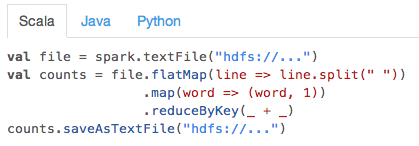 Scala Java Python
val file = spark.textFile("hdfs://...")
val counts = file.flatMap(line => line.split(" "))
                 .map(word => (word, 1))
                 .reduceByKey(_ + _)
counts.saveAsTextFile("hdfs://...")